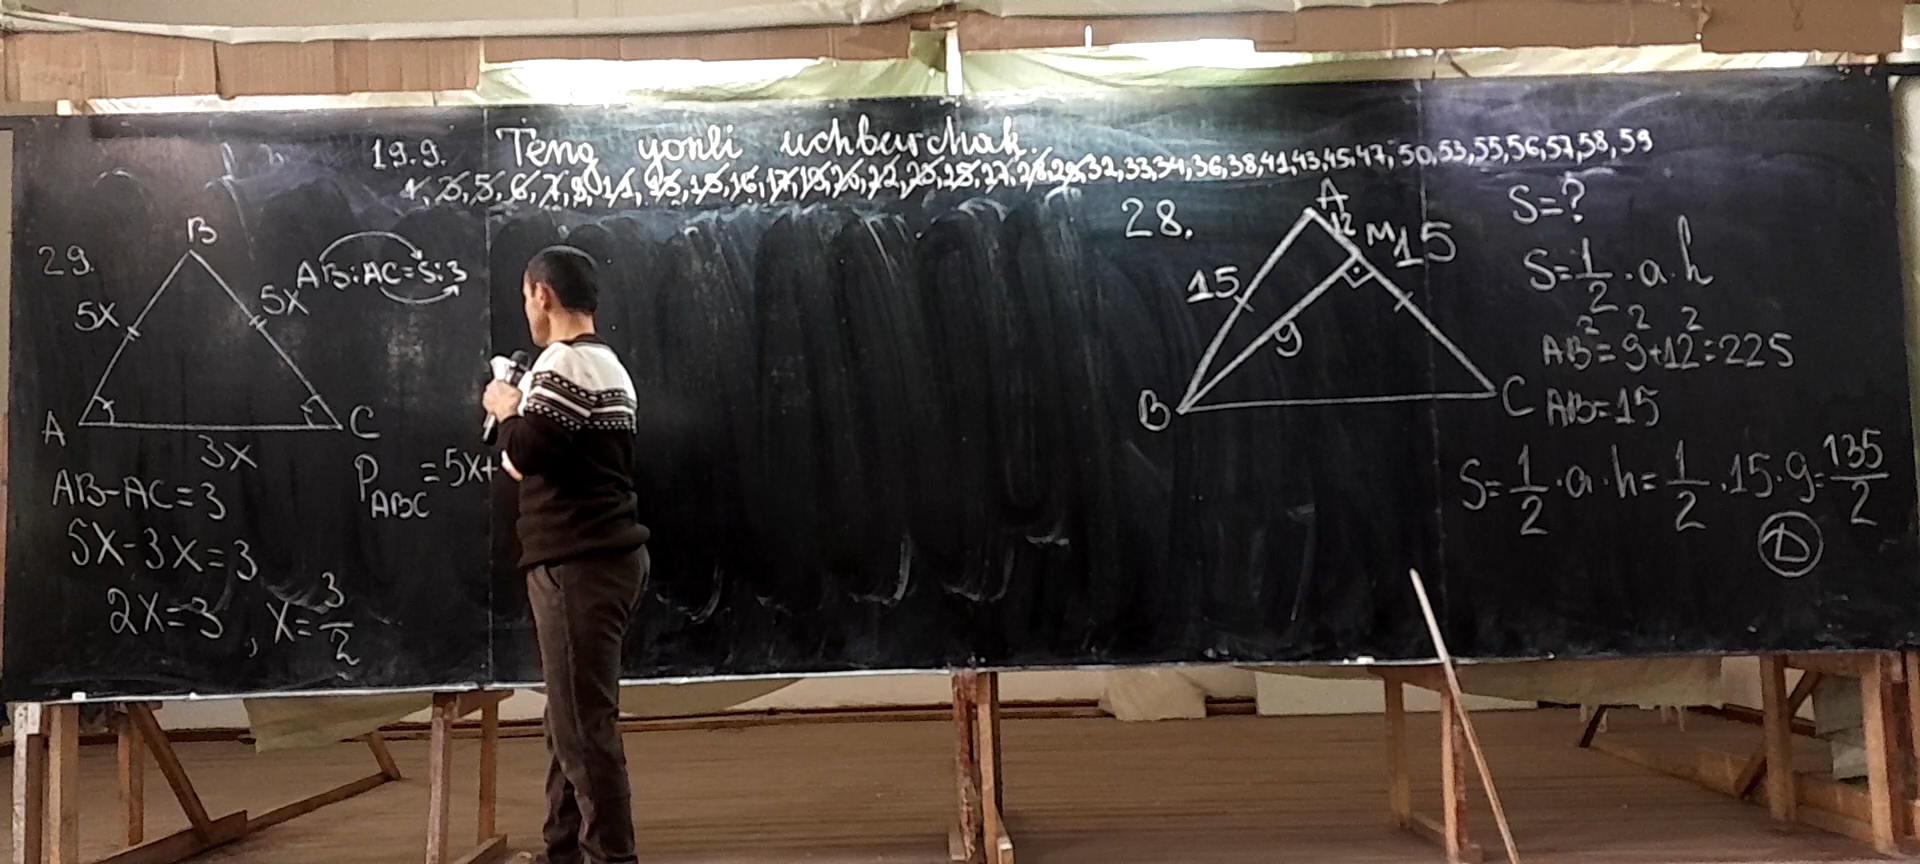 19.9. Teng yonli uchburchak.
32,33,34,36,38,41,43,45,47,50,53,55,56,57,58,59
29.
B
AB:AC=5:3
5x
5x
A
C
3x
AB-AC=3
5x-3x=3
2x=3, x=3/2
P_ABC=5x+
28.
A
12
M
15
15
9
B
C
S=?
S=1/2·a·h
AB²=9²+12²=225
AB=15
S=1/2·a·h=1/2·15·9=135/2
D